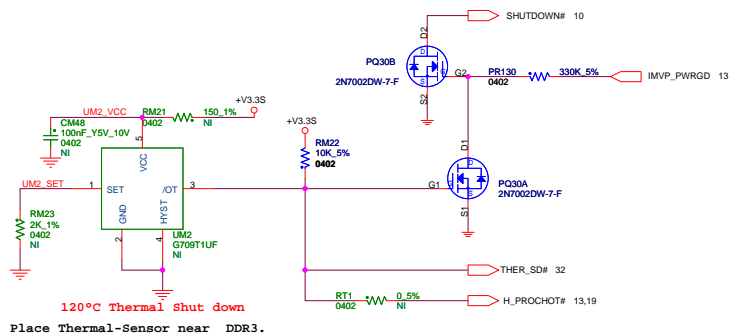 SHUTDOWN# 10
D2
PQ30B
2N7002DW-7-F
D
G
S
G2
S2
PR130
0402
330K_5%
IMVP_PWRGD 13
UM2_VCC
RM21
0402
150_1%
NI
+V3.3S
CM48
100nF_Y5V_10V
0402
NI
5
VCC
+V3.3S
RM22
10K_5%
0402
D1
D
G1
S
S1
PQ30A
2N7002DW-7-F
UM2_SET
1
SET
/OT
3
GND
HYST
2
4
UM2
G709T1UF
NI
RM23
2K_1%
0402
NI
THER_SD# 32
RT1
0402
0_5%
NI
H_PROCHOT# 13,19
120°C Thermal Shut down
Place Thermal-Sensor near DDR3.